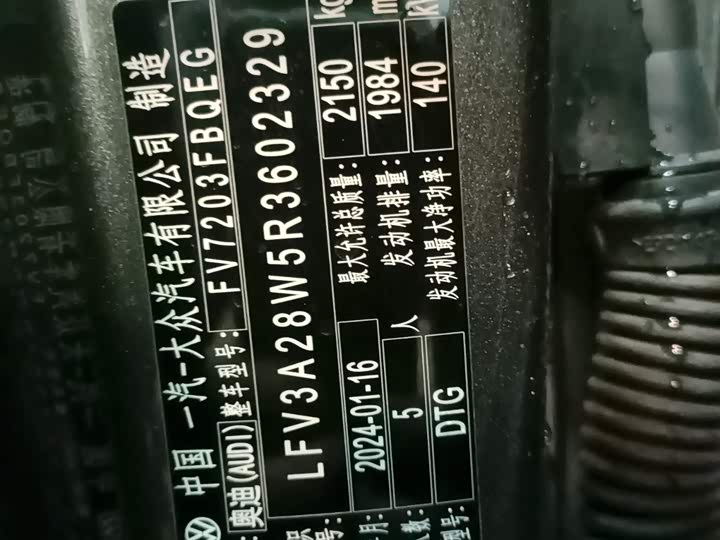 中国 一汽-大众汽车有限公司 制造
奥迪(AUDI) 整车型号: FV7203FBQEG
LFV3A28W5R3602329
2024-01-16 最大允许总质量: 2150 kg
5 人 发动机排量: 1984 m
DTG 发动机最大净功率: 140